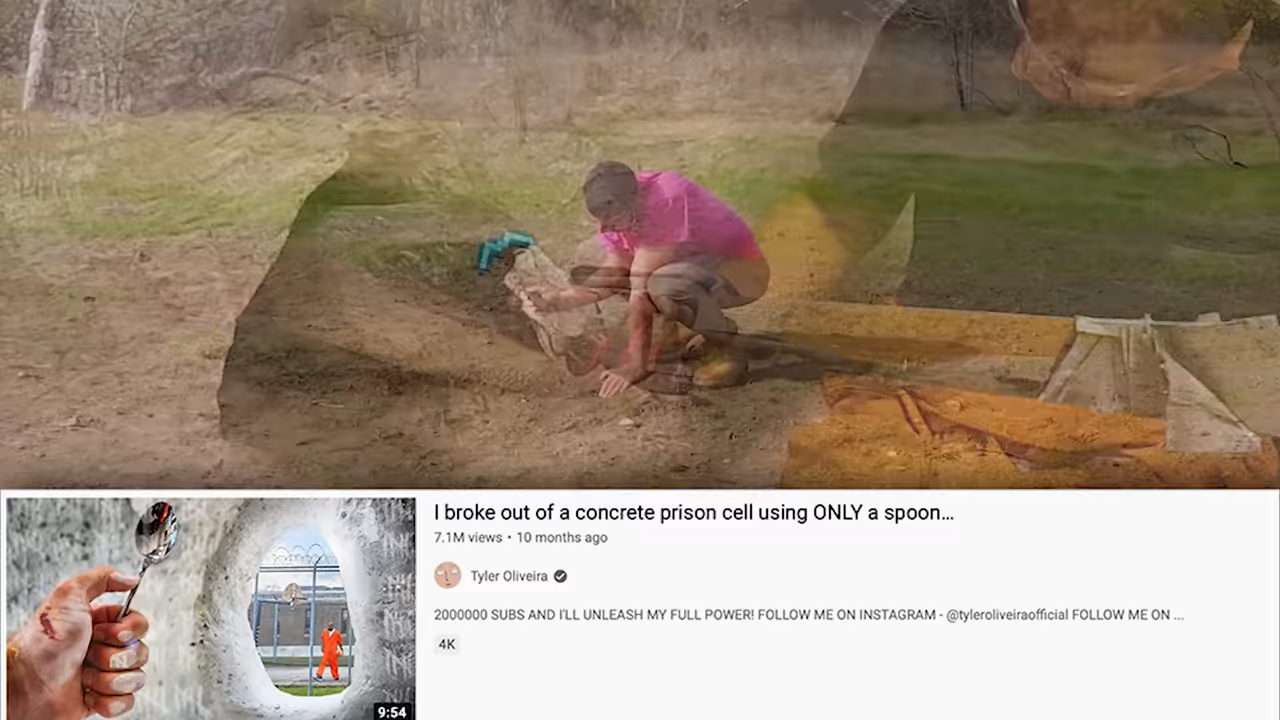 I broke out of a concrete prison cell using ONLY a spoon...
7.1M views • 10 months ago
Tyler Oliveira
2000000 SUBS AND I'LL UNLEASH MY FULL POWER! FOLLOW ME ON INSTAGRAM - @tyleroliveiraofficial FOLLOW ME ON ...
4K
9:54